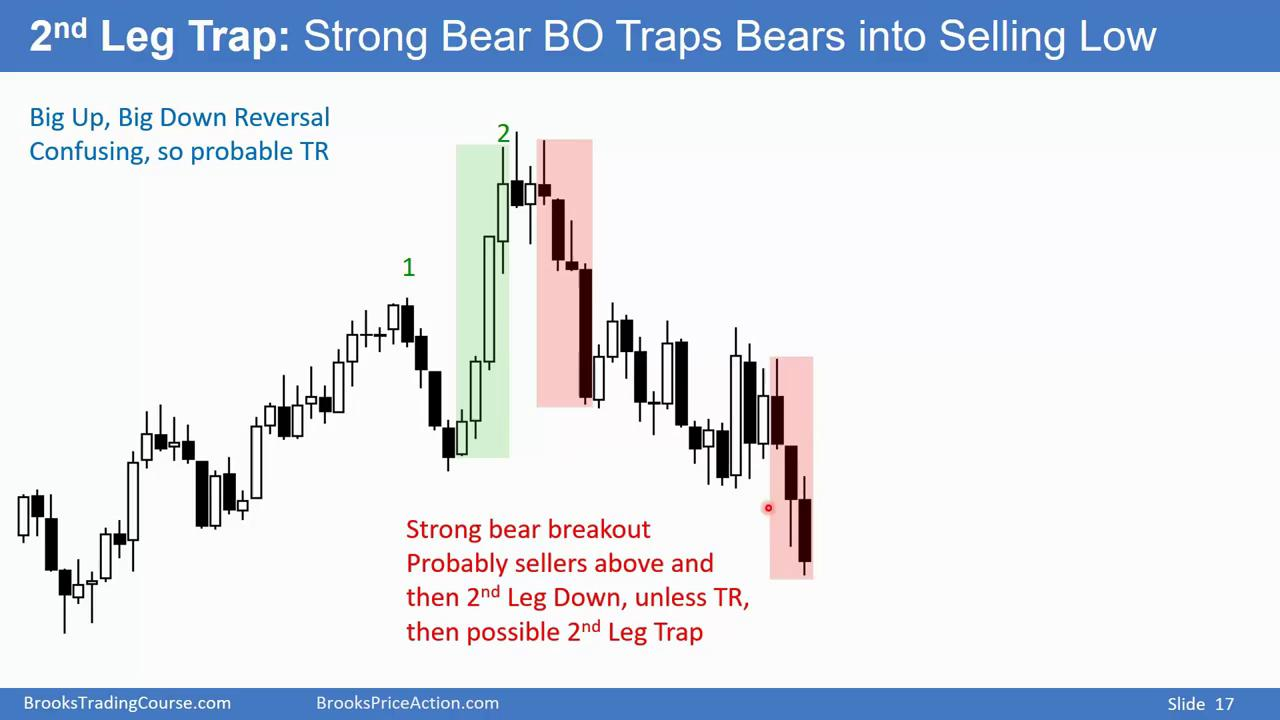 2nd Leg Trap: Strong Bear BO Traps Bears into Selling Low
Big Up, Big Down Reversal
Confusing, so probable TR
2
1
Strong bear breakout
Probably sellers above and
then 2nd Leg Down, unless TR,
then possible 2nd Leg Trap
BrooksTradingCourse.com
BrooksPriceAction.com
Slide 17